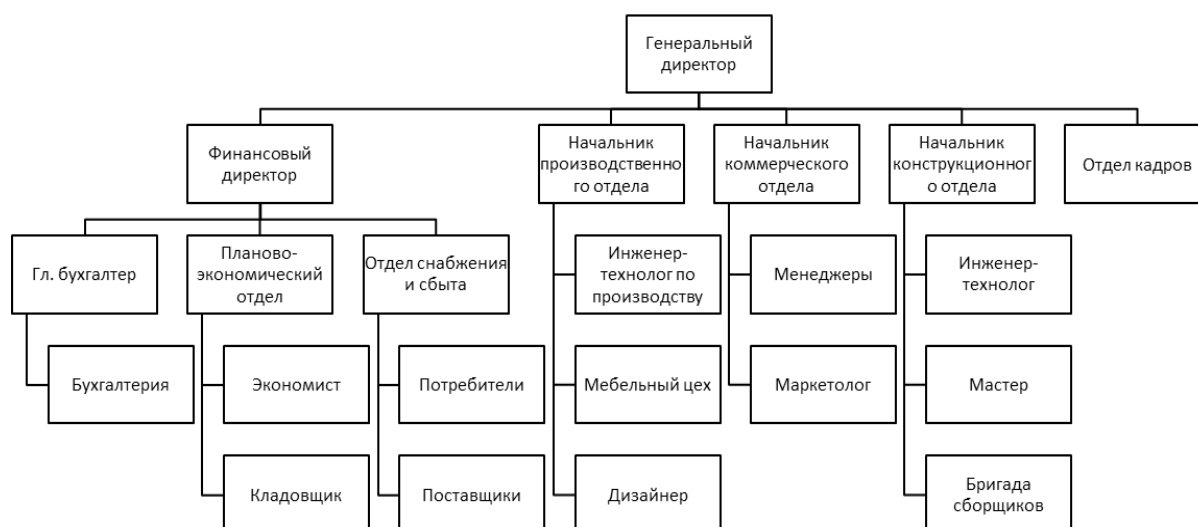 Генеральный
директор
Финансовый
директор
Начальник
производственно
го отдела
Начальник
коммерческого
отдела
Начальник
конструкционног
о отдела
Отдел кадров
Гл. бухгалтер
Планово-
экономический
отдел
Отдел снабжения
и сбыта
Инженер-
технолог по
производству
Менеджеры
Инженер-
технолог
Бухгалтерия
Экономист
Потребители
Мебельный цех
Маркетолог
Мастер
Кладовщик
Поставщики
Дизайнер
Бригада
сборщиков